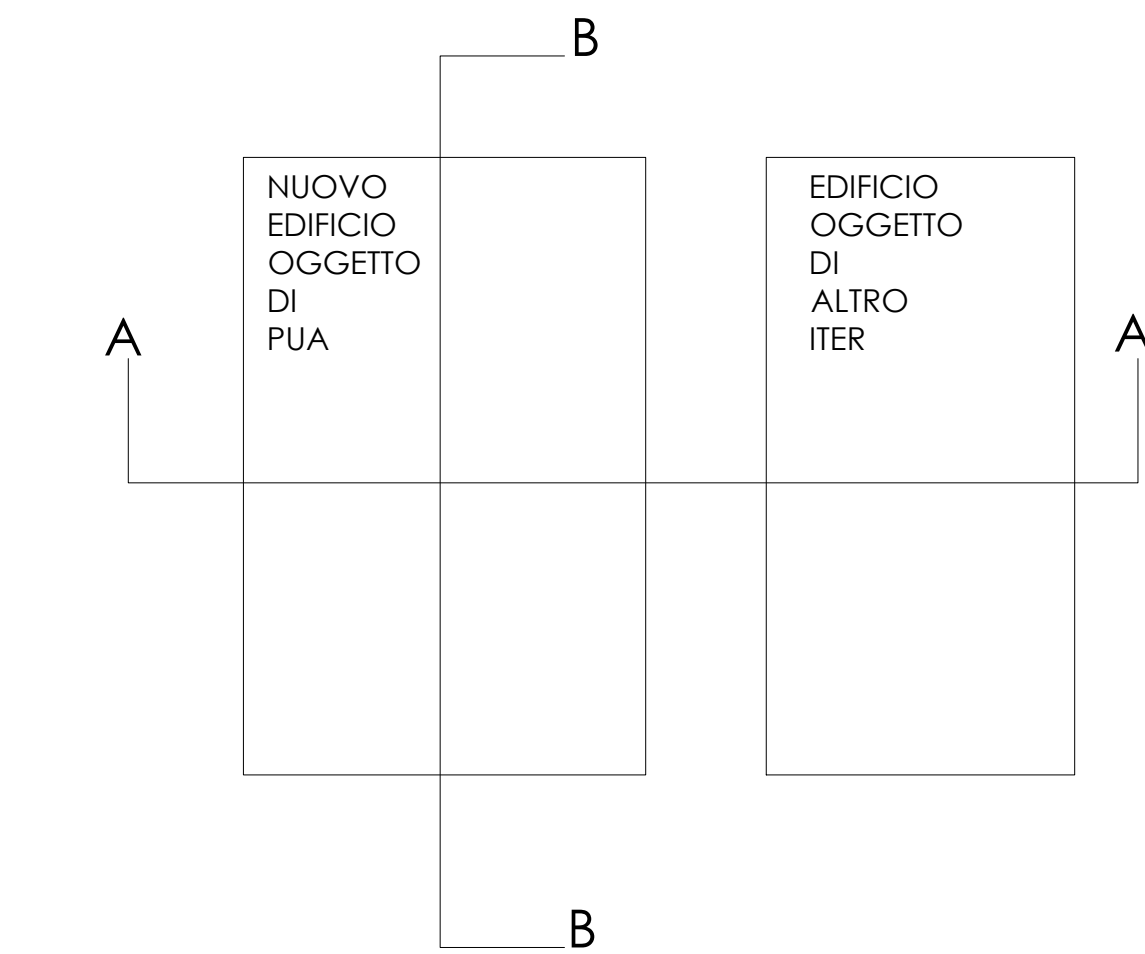 B
NUOVO
EDIFICIO
OGGETTO
DI
PUA
EDIFICIO
OGGETTO
DI
ALTRO
ITER
A
A
B